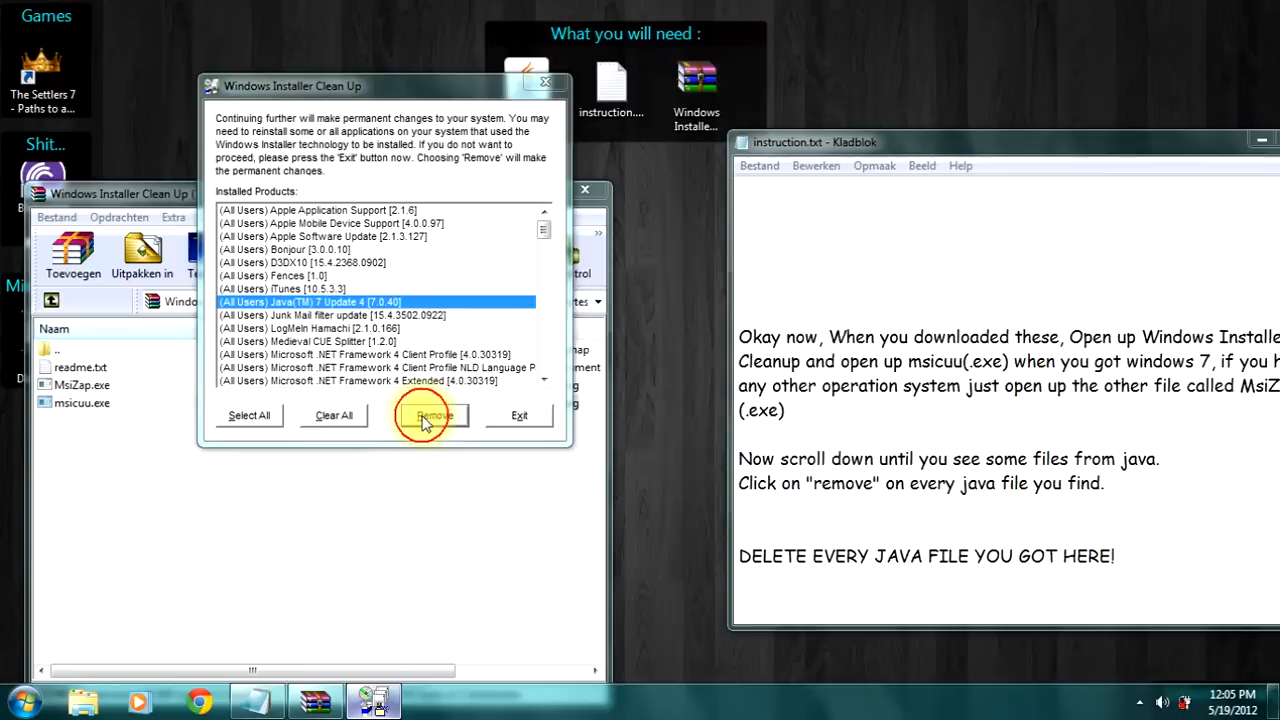 Games
The Settlers 7
- Paths to a...
Shit...
What you will need :
instruction....
Windows
Installe...
Windows Installer Clean Up
Continuing further will make permanent changes to your system. You may
need to reinstall some or all applications on your system that used the
Windows Installer technology to be installed. If you do not want to
proceed, please press the 'Exit' button now. Choosing 'Remove' will make
the permanent changes.
Installed Products:
(All Users) Apple Application Support [2.1.6]
(All Users) Apple Mobile Device Support [4.0.0.97]
(All Users) Apple Software Update [2.1.3.127]
(All Users) Bonjour [3.0.0.10]
(All Users) D3DX10 [15.4.2368.0902]
(All Users) Fences [1.0]
(All Users) iTunes [10.5.3.3]
(All Users) Java(TM) 7 Update 4 [7.0.40]
(All Users) Junk Mail filter update [15.4.3502.0922]
(All Users) LogMeIn Hamachi [2.1.0.166]
(All Users) Medieval CUE Splitter [1.2.0]
(All Users) Microsoft .NET Framework 4 Client Profile [4.0.30319]
(All Users) Microsoft .NET Framework 4 Client Profile NLD Language P
(All Users) Microsoft .NET Framework 4 Extended [4.0.30319]
Select All
Clear All
Remove
Exit
Windows Installer Clean Up (
Bestand Opdrachten Extra
Toevoegen
Uitpakken in
Windo
Naam
..
readme.txt
MsiZap.exe
msicuu.exe
instruction.txt - Kladblok
Bestand Bewerken Opmaak Beeld Help
Okay now, When you downloaded these, Open up Windows Installe
Cleanup and open up msicuu(.exe) when you got windows 7, if you h
any other operation system just open up the other file called MsiZ
(.exe)
Now scroll down until you see some files from java.
Click on "remove" on every java file you find.
DELETE EVERY JAVA FILE YOU GOT HERE!
12:05 PM
5/19/2012